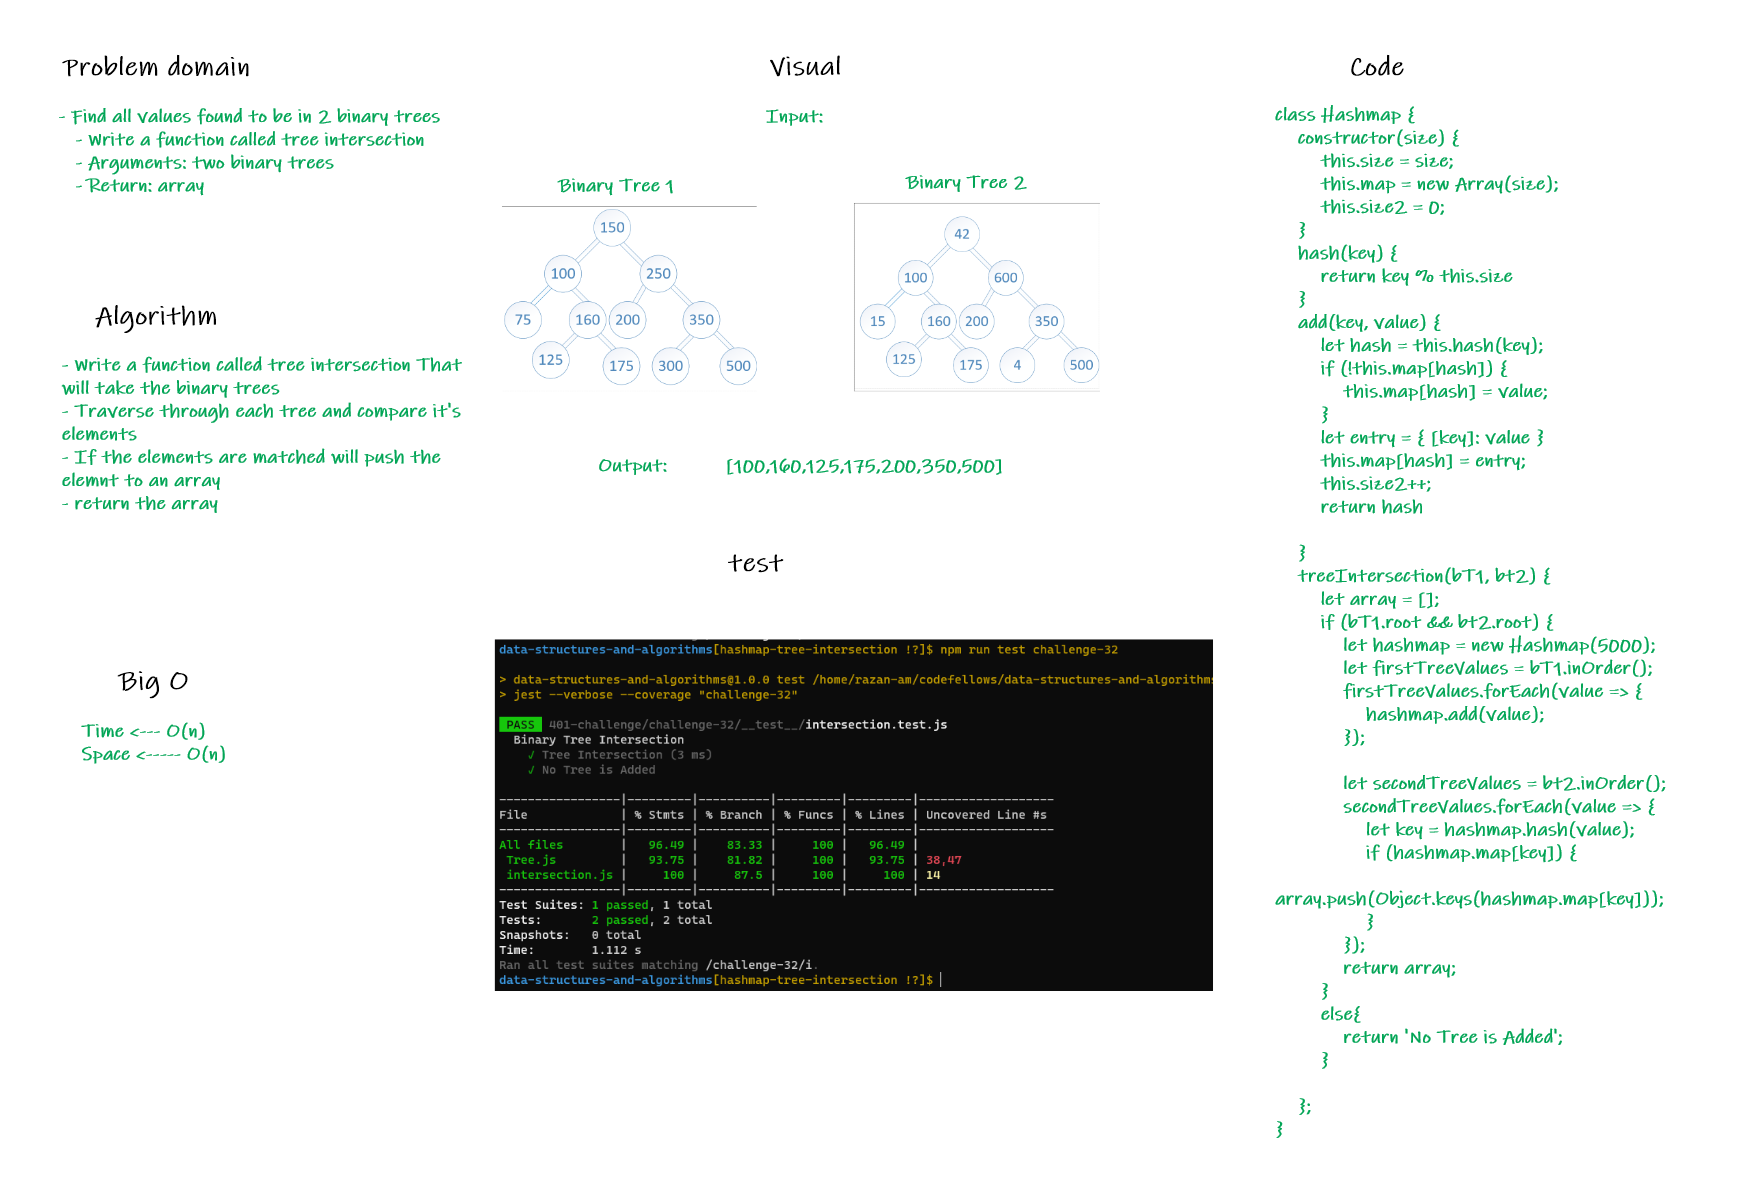 Problem domain
- Find all values found to be in 2 binary trees
- Write a function called tree intersection
- Arguments: two binary trees
- Return: array
Algorithm
- Write a function called tree intersection That
will take the binary trees
- Traverse through each tree and compare it's
elements
- If the elements are matched will push the
elemnt to an array
- return the array
Big O
Time <--- O(n)
Space <----- O(n)
Visual
Input:
Binary Tree 1
150
100 250
75 160 200 350
125 175 300 500
Binary Tree 2
42
100 600
15 160 200 350
125 175 4 500
Output: [100,160,125,175,200,350,500]
test
data-structures-and-algorithms[hashmap-tree-intersection !?]$ npm run test challenge-32
> data-structures-and-algorithms@1.0.0 test /home/razan-am/codefellows/data-structures-and-algorithms
> jest --verbose --coverage "challenge-32"
PASS 401-challenge/challenge-32/__test__/intersection.test.js
Binary Tree Intersection
√ Tree Intersection (3 ms)
√ No Tree is Added
-----------------|---------|----------|---------|---------|-------------------
File | % Stmts | % Branch | % Funcs | % Lines | Uncovered Line #s
-----------------|---------|----------|---------|---------|-------------------
All files | 96.49 | 83.33 | 100 | 96.49 |
Tree.js | 93.75 | 81.82 | 100 | 93.75 | 38,47
intersection.js | 100 | 87.5 | 100 | 100 | 14
-----------------|---------|----------|---------|---------|-------------------
Test Suites: 1 passed, 1 total
Tests: 2 passed, 2 total
Snapshots: 0 total
Time: 1.112 s
Ran all test suites matching /challenge-32/i.
data-structures-and-algorithms[hashmap-tree-intersection !?]$
Code
class Hashmap {
constructor(size) {
this.size = size;
this.map = new Array(size);
this.size2 = 0;
}
hash(key) {
return key % this.size
}
add(key, value) {
let hash = this.hash(key);
if (!this.map[hash]) {
this.map[hash] = value;
}
let entry = { [key]: value }
this.map[hash] = entry;
this.size2++;
return hash
}
treeIntersection(bT1, bt2) {
let array = [];
if (bT1.root && bt2.root) {
let hashmap = new Hashmap(5000);
let firstTreeValues = bT1.inOrder();
firstTreeValues.forEach(value => {
hashmap.add(value);
});
let secondTreeValues = bt2.inOrder();
secondTreeValues.forEach(value => {
let key = hashmap.hash(value);
if (hashmap.map[key]) {
array.push(Object.keys(hashmap.map[key]));
}
});
return array;
}
else{
return 'No Tree is Added';
}
};
}